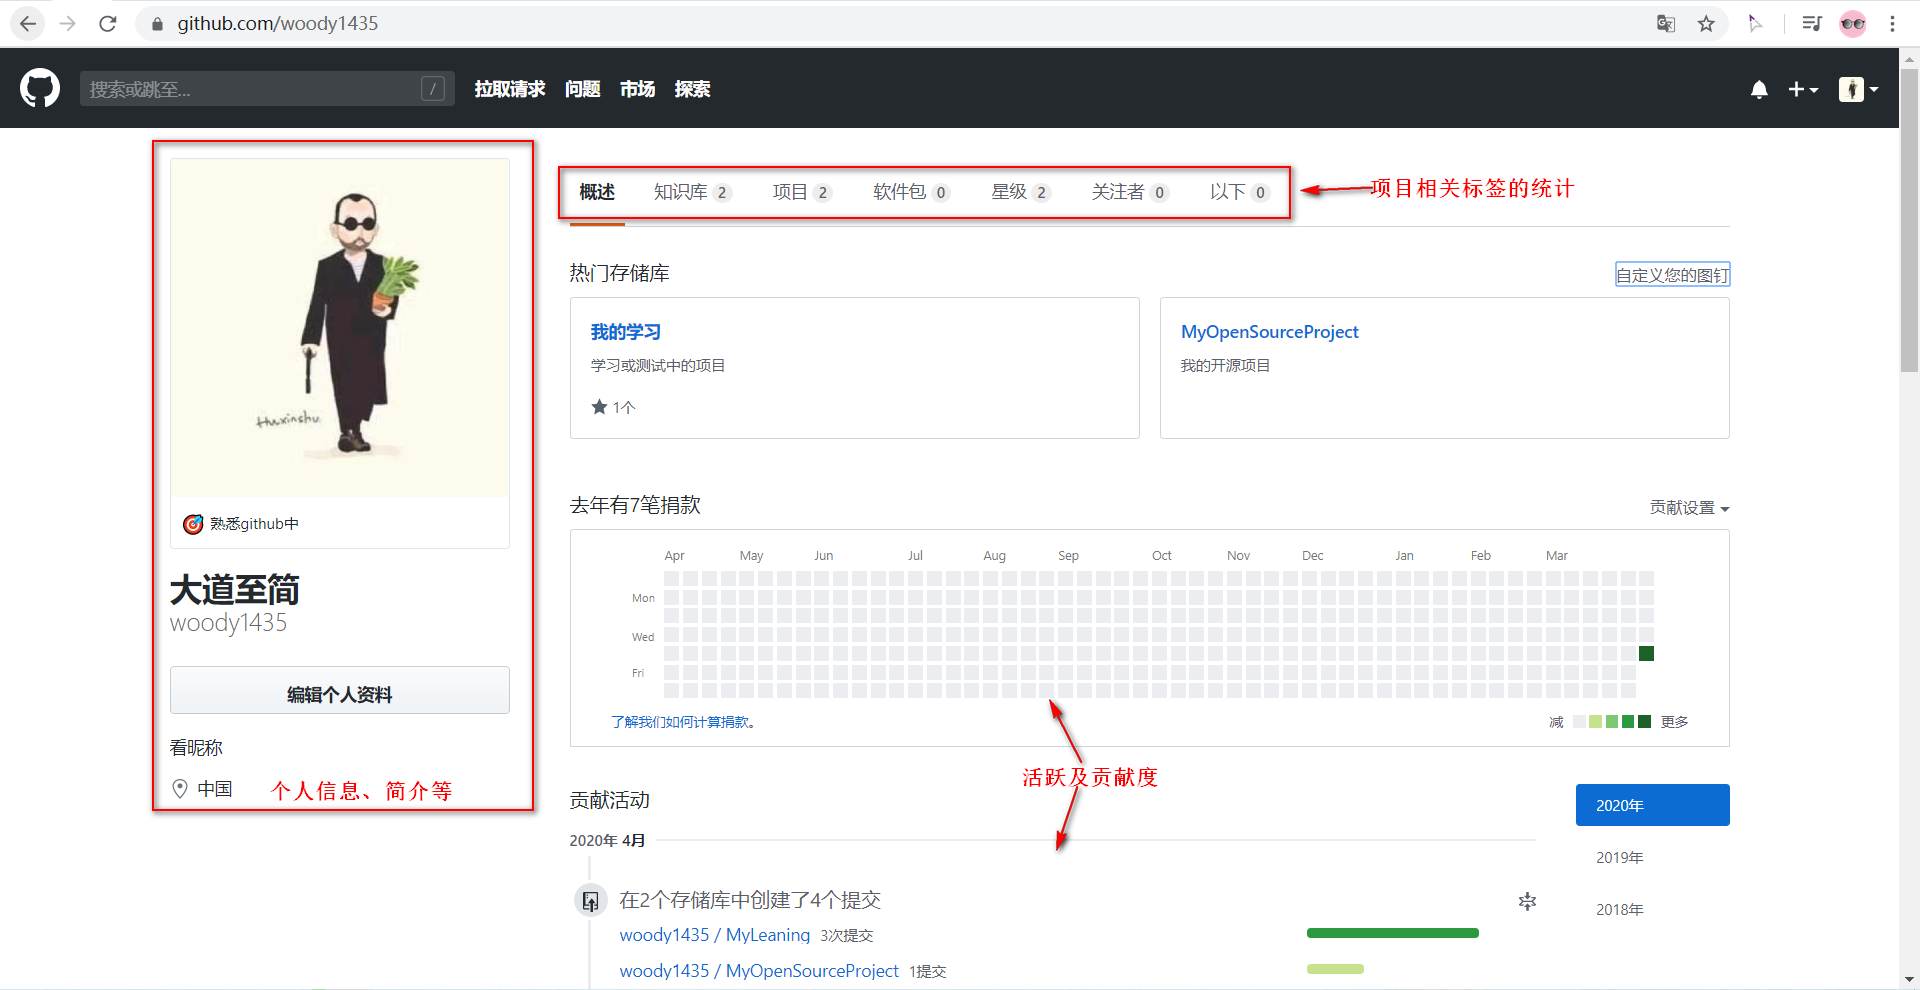 github.com/woody1435
搜索或跳至...
/
拉取请求 问题 市场 探索
概述 知识库 2 项目 2 软件包 0 星级 2 关注者 0 以下 0
项目相关标签的统计
Huxinshu.
熟悉github中
大道至简
woody1435
编辑个人资料
看昵称
中国
个人信息、简介等
热门存储库
自定义您的图钉
我的学习
学习或测试中的项目
1个
MyOpenSourceProject
我的开源项目
去年有7笔捐款
贡献设置
Apr May Jun Jul Aug Sep Oct Nov Dec Jan Feb Mar
Mon
Wed
Fri
了解我们如何计算捐款。
减 更多
活跃及贡献度
贡献活动
2020年
2019年
2018年
2020年 4月
在2个存储库中创建了4个提交
woody1435 / MyLeaning 3次提交
woody1435 / MyOpenSourceProject 1提交